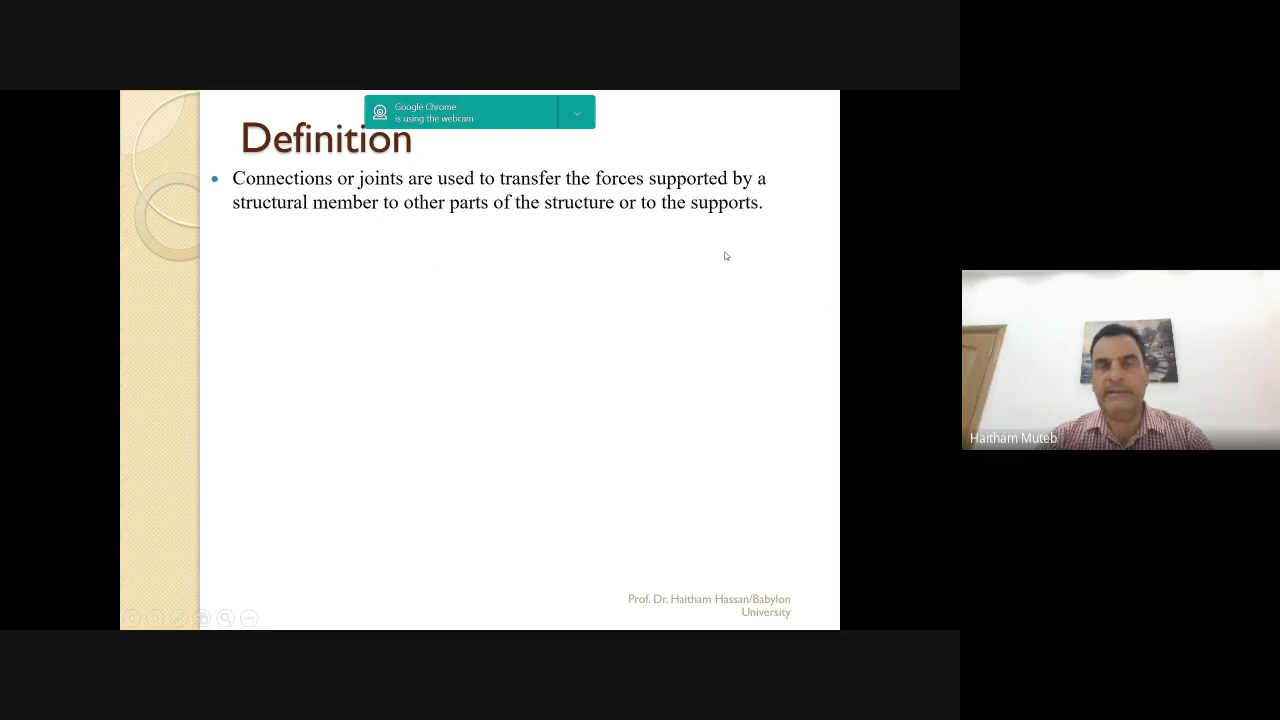 Google Chrome
is using the webcam
Definition
Connections or joints are used to transfer the forces supported by a
structural member to other parts of the structure or to the supports.
Haitham Muteb
Prof. Dr. Haitham Hassan/Babylon
University